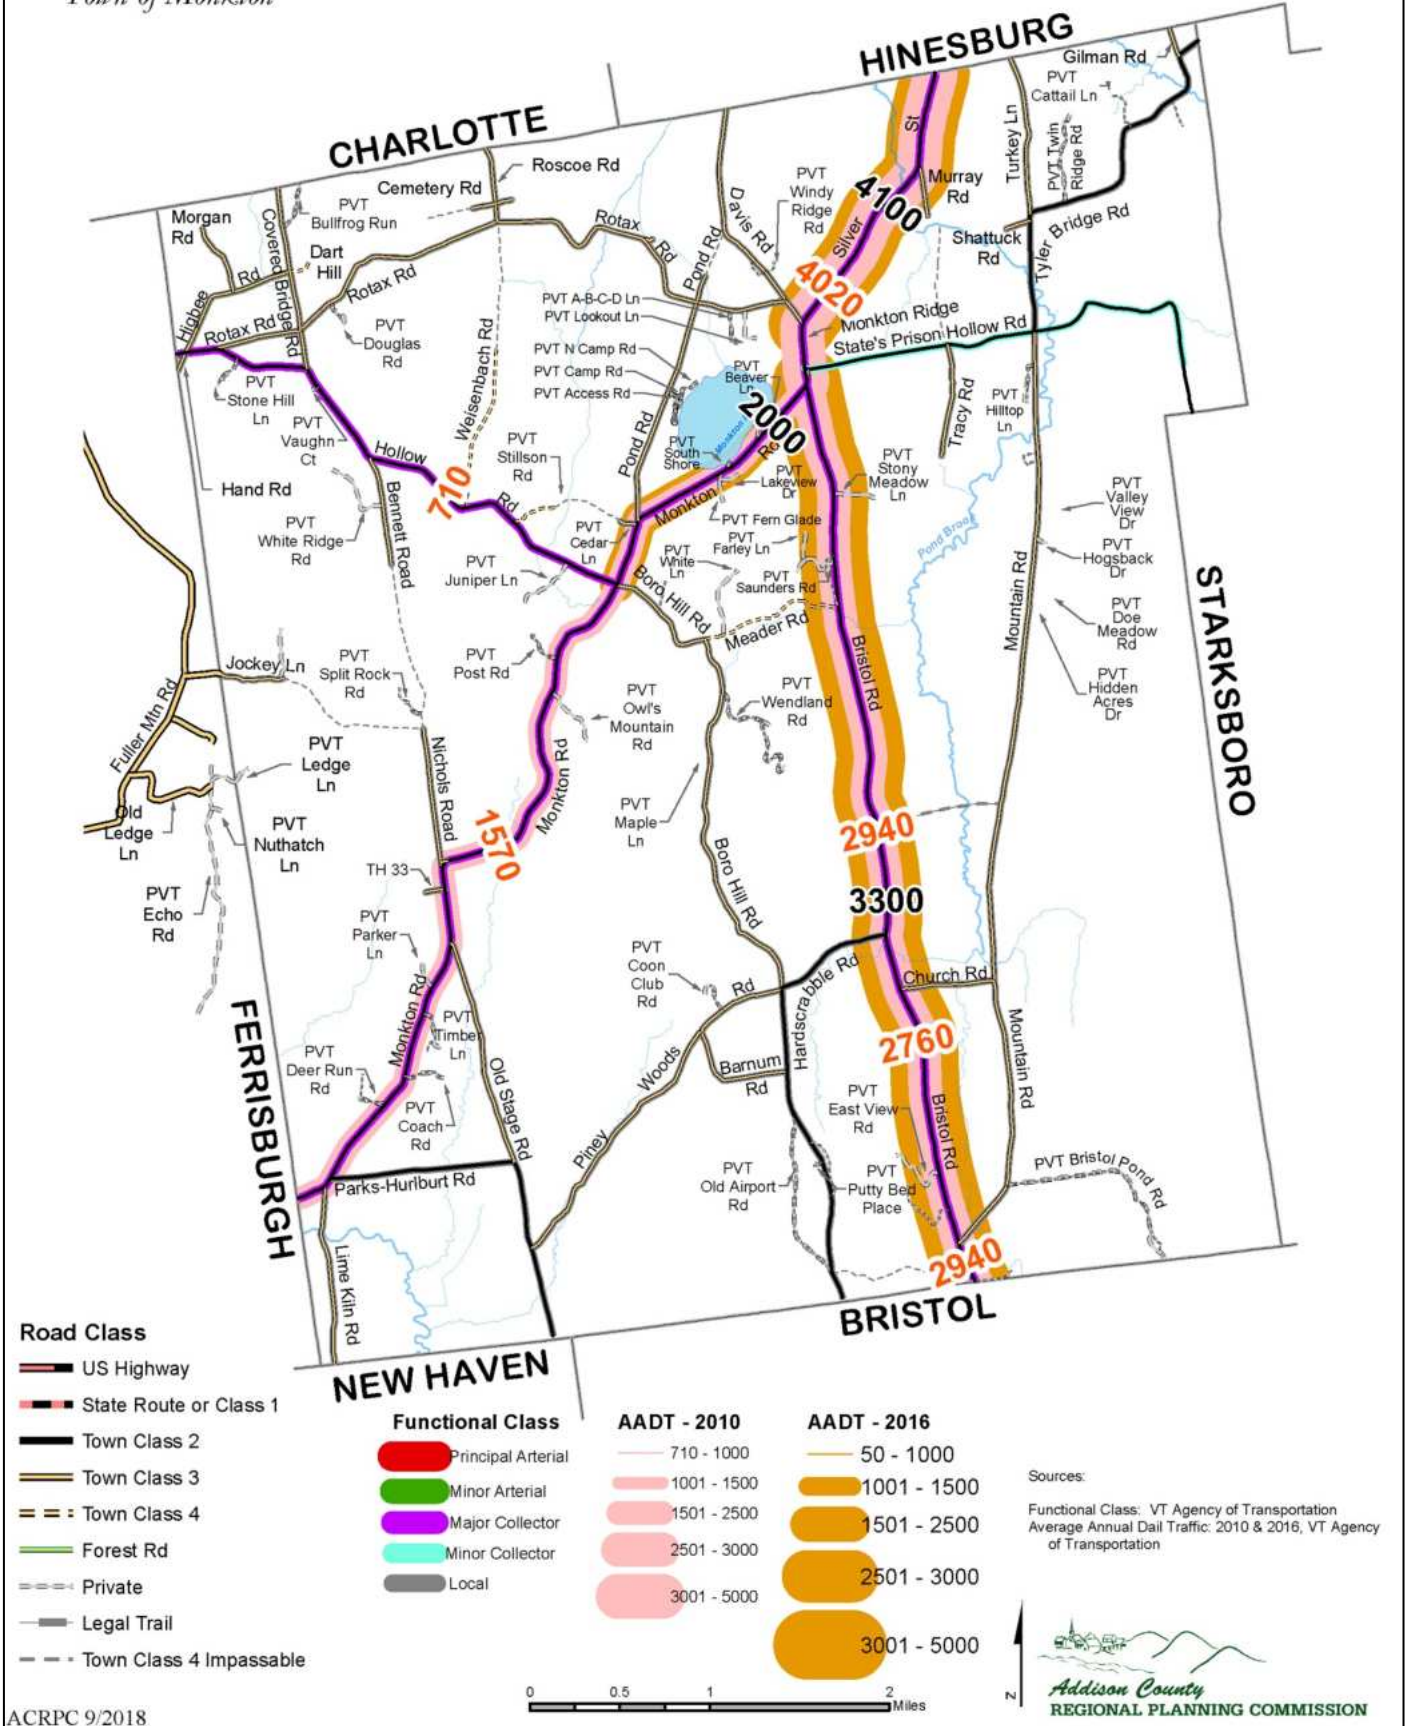 Town of Monkton
HINESBURG
CHARLOTTE
STARKSBORO
FERRISBURGH
BRISTOL
NEW HAVEN
Gilman Rd
PVT
Cattail Ln
PVT Twin
Ridge Rd
Turkey Ln
St
Murray
Rd
4100
Silver
4020
Shattuck
Rd
Tyler Bridge Rd
PVT
Windy
Ridge
Rd
Davis Rd
Roscoe Rd
Cemetery Rd
Morgan
Rd
Covered Bridge Rd
PVT
Bullfrog Run
Dart
Hill
Higbee Rd
Rotax Rd
Rotax Rd
Rotax Rd
PVT
Douglas
Rd
Pond Rd
PVT A-B-C-D Ln
PVT Lookout Ln
PVT N Camp Rd
PVT Camp Rd
PVT Access Rd
PVT
Beaver
Ln
Monkton Ridge
State's Prison Hollow Rd
Tracy Rd
PVT
Hilltop
Ln
2000
Monkton
PVT
South
Shore
PVT
Lakeview
Dr
PVT Fern Glade
Monkton Rd
Pond Rd
PVT
Stony
Meadow
Ln
PVT
Stone Hill
Ln
PVT
Vaughn
Ct
Hand Rd
Hollow Rd
710
Weisenbach Rd
PVT
Stillson
Rd
PVT
White Ridge
Rd
Bennett Road
PVT
Cedar
Ln
PVT
Juniper Ln
PVT
White
Ln
PVT
Farley Ln
PVT
Saunders Rd
Boro Hill Rd
Meader Rd
Pond Brook
Mountain Rd
PVT
Valley
View
Dr
PVT
Hogsback
Dr
PVT
Doe
Meadow
Rd
PVT
Hidden
Acres
Dr
Jockey Ln
PVT
Split Rock
Rd
PVT
Post Rd
PVT
Owl's
Mountain
Rd
PVT
Wendland
Rd
Bristol Rd
Fuller Mtn Rd
PVT
Ledge
Ln
Old
Ledge
Ln
PVT
Nuthatch
Ln
PVT
Echo
Rd
Nichols Road
Monkton Rd
1570
PVT
Maple
Ln
2940
3300
TH 33
PVT
Parker
Ln
Boro Hill Rd
PVT
Coon
Club
Rd
Hardscrabble Rd
Church Rd
2760
Monkton Rd
PVT
Timber
Ln
PVT
Deer Run
Rd
PVT
Coach
Rd
Old Stage Rd
Piney Woods Rd
Barnum
Rd
PVT
East View
Rd
Bristol Rd
Mountain Rd
PVT
Old Airport
Rd
PVT
Putty Bed
Place
PVT Bristol Pond Rd
Parks-Hurlburt Rd
Lime Kiln Rd
2940
Road Class
US Highway
State Route or Class 1
Town Class 2
Town Class 3
Town Class 4
Forest Rd
Private
Legal Trail
Town Class 4 Impassable
Functional Class
Principal Arterial
Minor Arterial
Major Collector
Minor Collector
Local
AADT - 2010
710 - 1000
1001 - 1500
1501 - 2500
2501 - 3000
3001 - 5000
AADT - 2016
50 - 1000
1001 - 1500
1501 - 2500
2501 - 3000
3001 - 5000
Sources:
Functional Class: VT Agency of Transportation
Average Annual Dail Traffic: 2010 & 2016, VT Agency
of Transportation
0 0.5 1 2
Miles
N
Addison County
REGIONAL PLANNING COMMISSION
ACRPC 9/2018